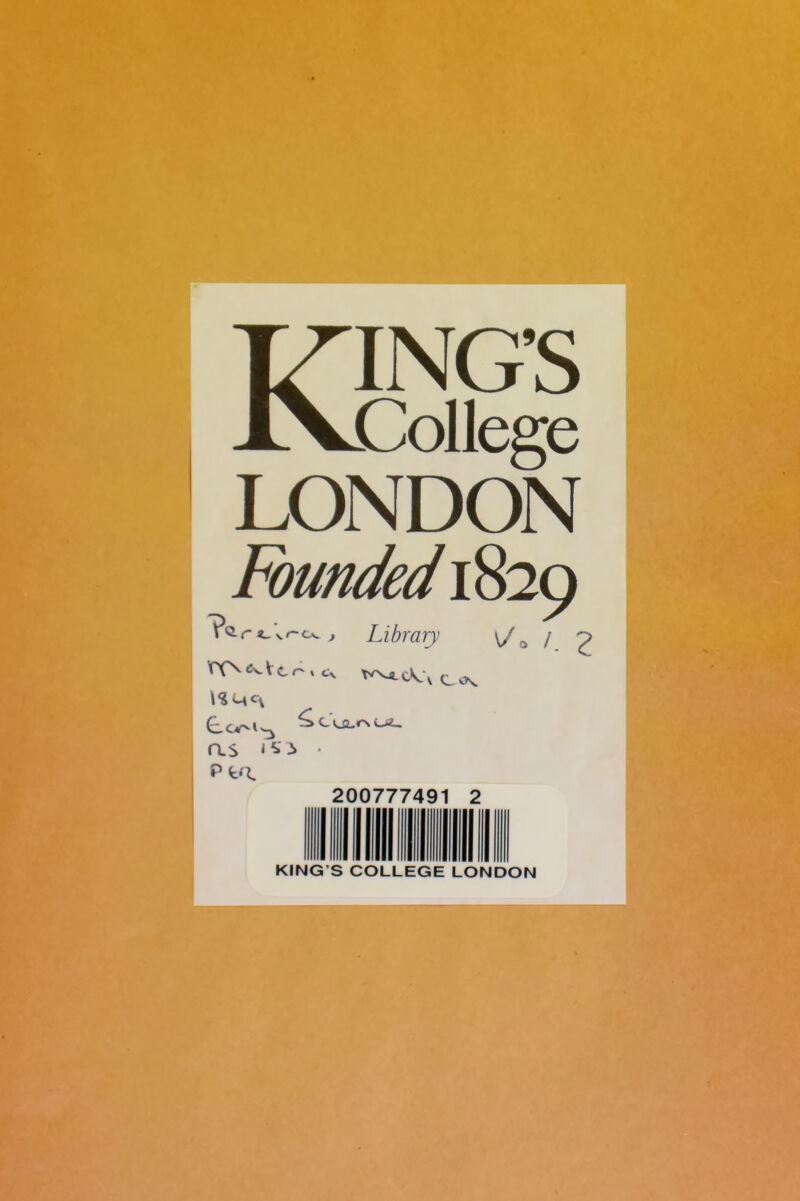 KING'S
College
LONDON
Founded 1829
Pereira, Library Vol. 2
Materia medica
1849
Early Science
RS 153
PER
200777491 2
KING'S COLLEGE LONDON